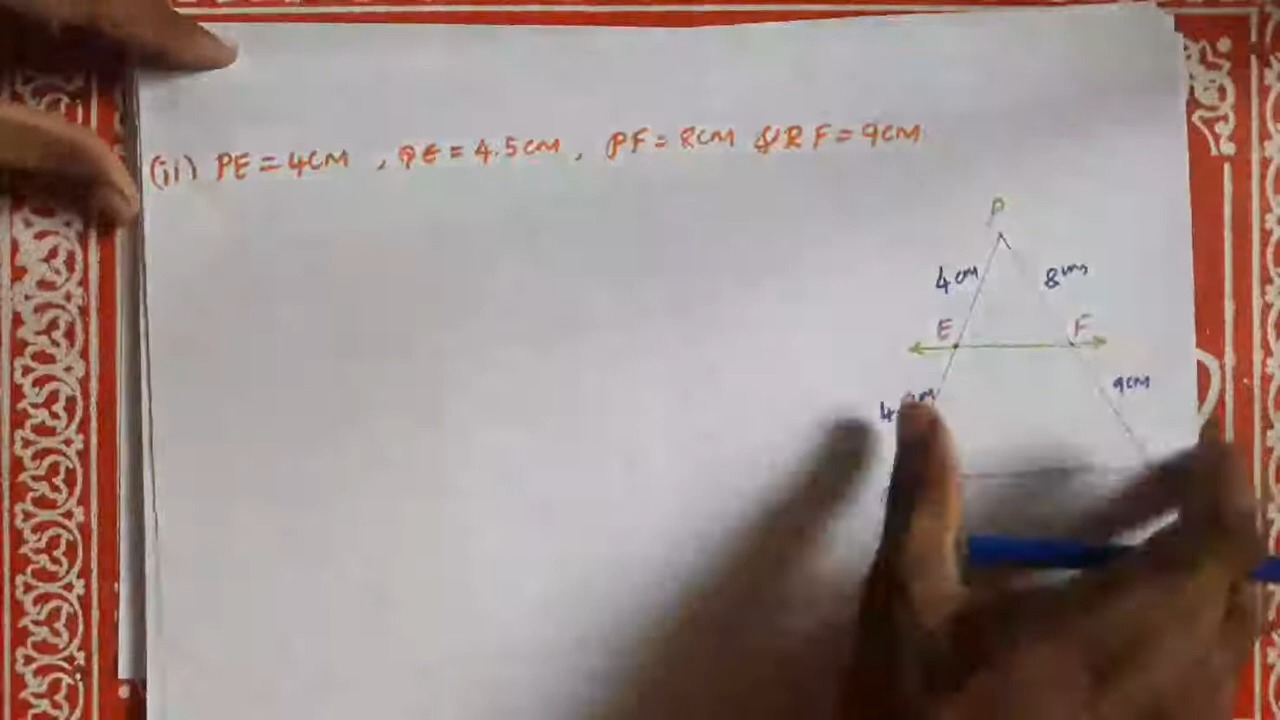 (ii) PE = 4cm , QE = 4.5cm , PF = 8cm & RF = 9cm
P
4cm 8cm
E F
9cm